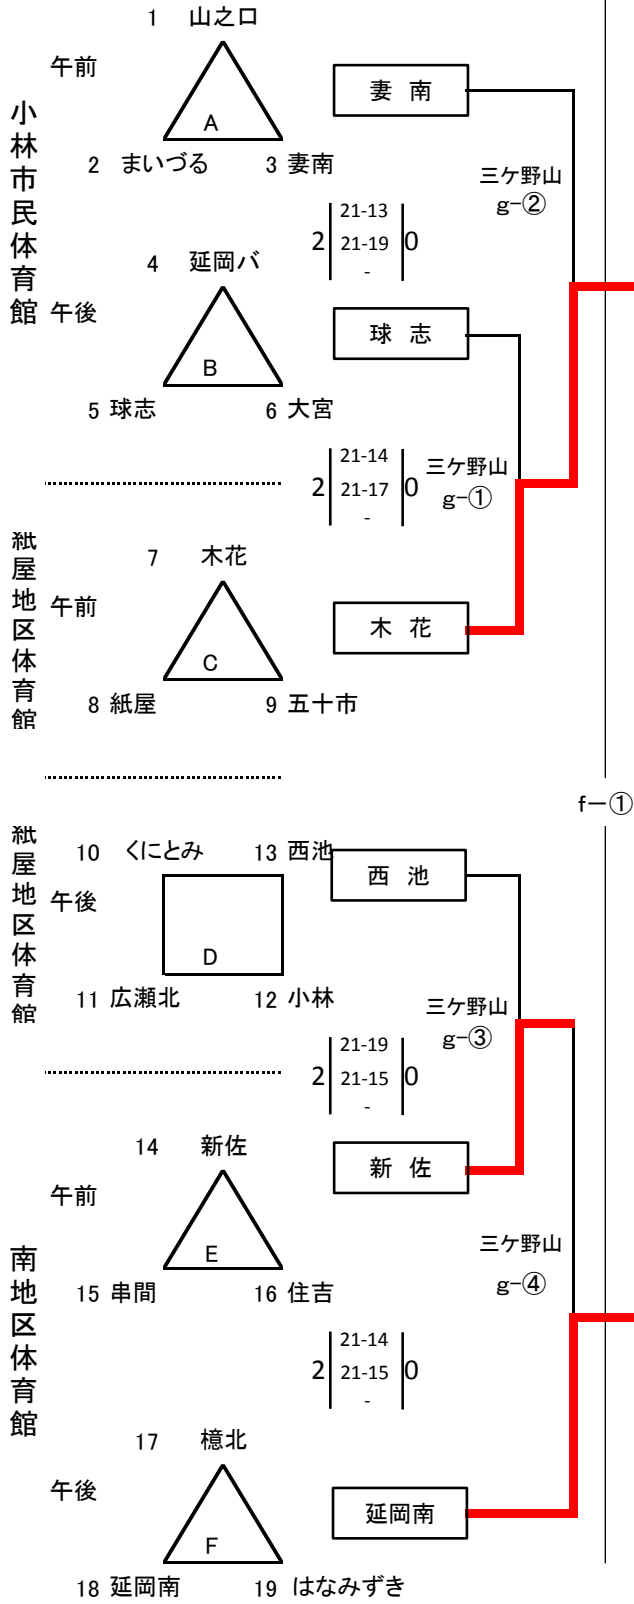 1 山之口
午前
妻 南
小林市民体育館
A
2 まいづる 3 妻南
三ケ野山
g-②
21-13
2 21-19 0
-
4 延岡バ
午後
球 志
B
5 球志 6 大宮
21-14
2 21-17 0
-
三ケ野山
g-①
紙屋地区体育館
7 木花
午前
木 花
C
8 紙屋 9 五十市
f-①
紙屋地区体育館
10 くにとみ 13 西池
西 池
午後
D
11 広瀬北 12 小林
三ケ野山
g-③
21-19
2 21-15 0
-
14 新佐
新 佐
午前
E
15 串間 16 住吉
三ケ野山
g-④
南地区体育館
21-14
2 21-15 0
-
17 檍北
午後
延岡南
F
18 延岡南 19 はなみずき